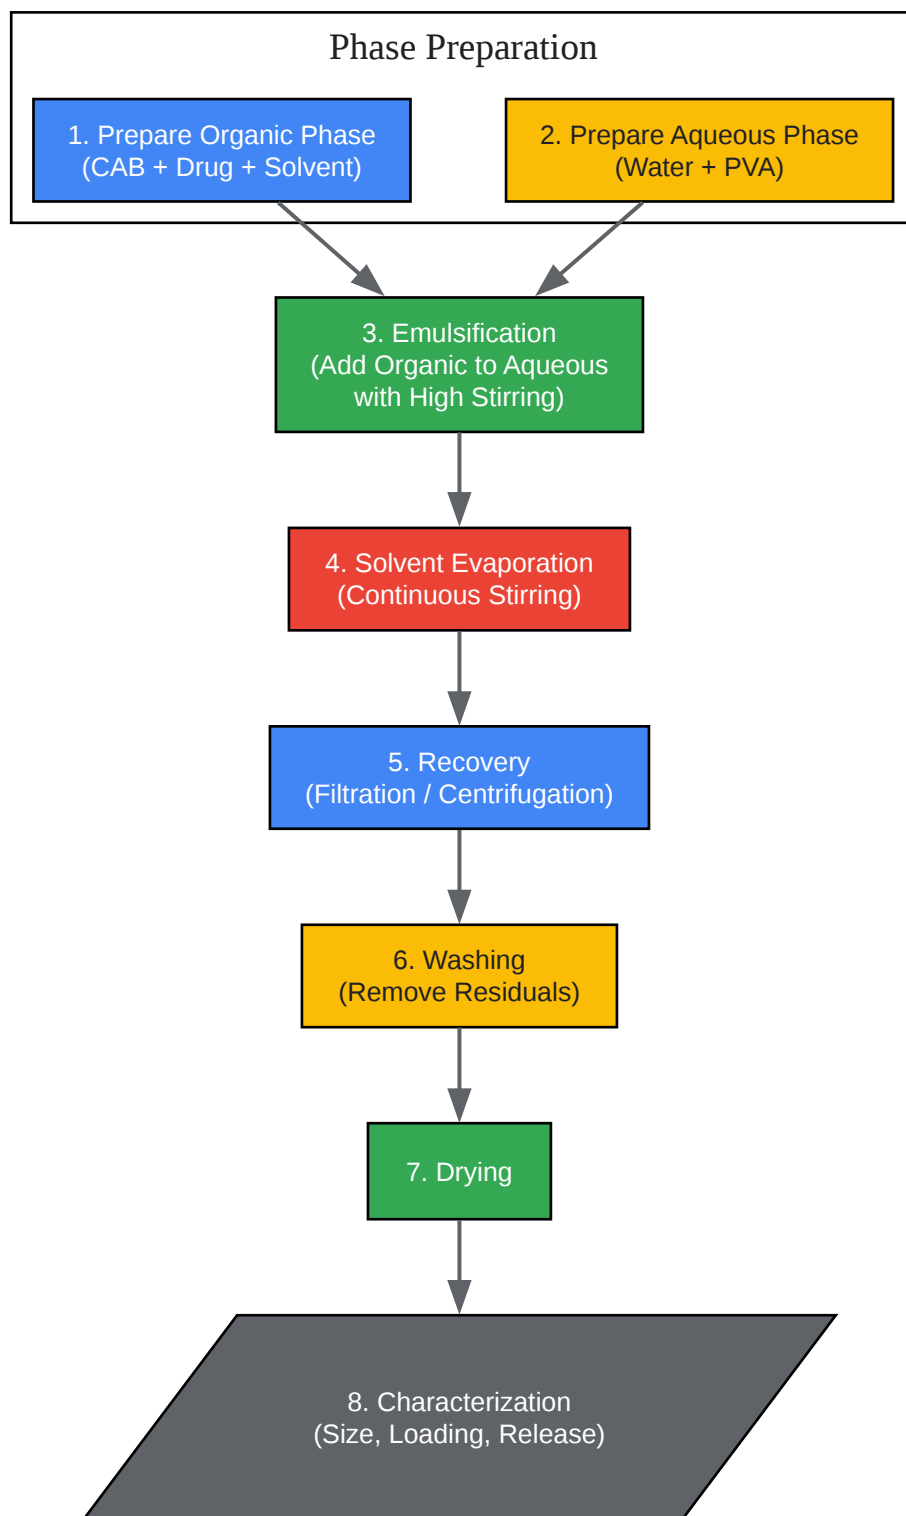 Phase Preparation
1. Prepare Organic Phase
(CAB + Drug + Solvent)
2. Prepare Aqueous Phase
(Water + PVA)
3. Emulsification
(Add Organic to Aqueous
with High Stirring)
4. Solvent Evaporation
(Continuous Stirring)
5. Recovery
(Filtration / Centrifugation)
6. Washing
(Remove Residuals)
7. Drying
8. Characterization
(Size, Loading, Release)